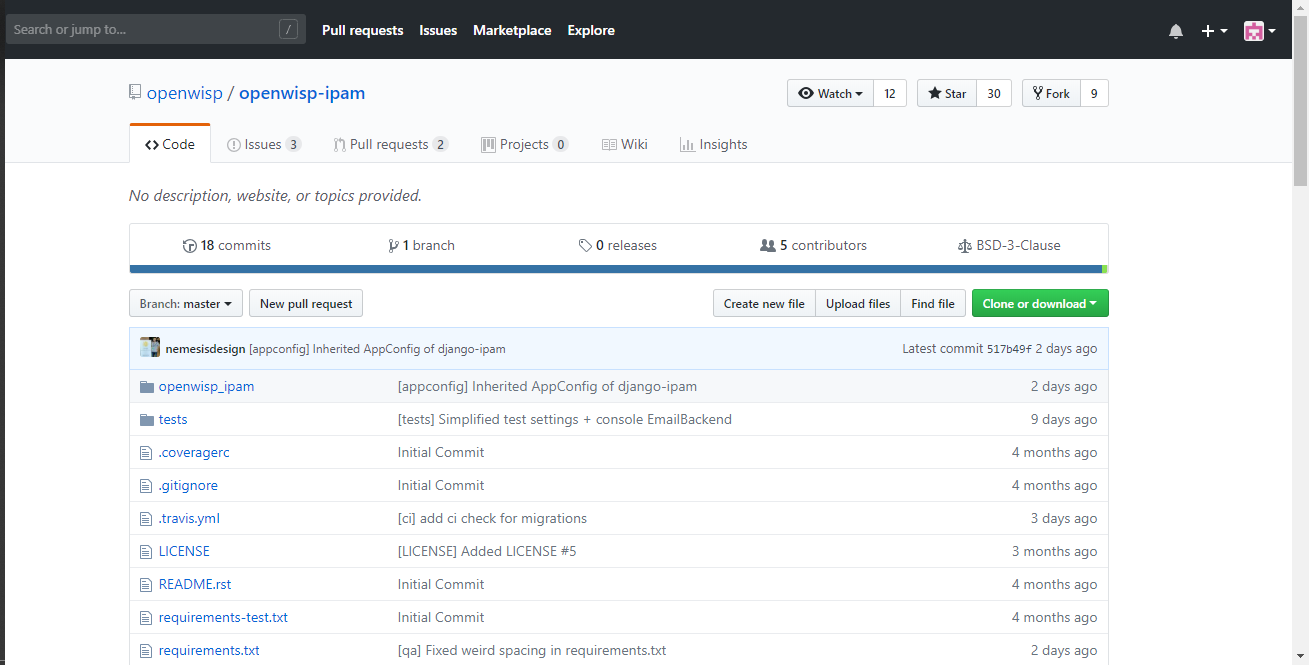 Search or jump to... /
Pull requests Issues Marketplace Explore
openwisp / openwisp-ipam
Watch 12 Star 30 Fork 9
Code Issues 3 Pull requests 2 Projects 0 Wiki Insights
No description, website, or topics provided.
18 commits 1 branch 0 releases 5 contributors BSD-3-Clause
Branch: master New pull request Create new file Upload files Find file Clone or download
nemesisdesign [appconfig] Inherited AppConfig of django-ipam Latest commit 517b49f 2 days ago
openwisp_ipam [appconfig] Inherited AppConfig of django-ipam 2 days ago
tests [tests] Simplified test settings + console EmailBackend 9 days ago
.coveragerc Initial Commit 4 months ago
.gitignore Initial Commit 4 months ago
.travis.yml [ci] add ci check for migrations 3 days ago
LICENSE [LICENSE] Added LICENSE #5 3 months ago
README.rst Initial Commit 4 months ago
requirements-test.txt Initial Commit 4 months ago
requirements.txt [qa] Fixed weird spacing in requirements.txt 2 days ago